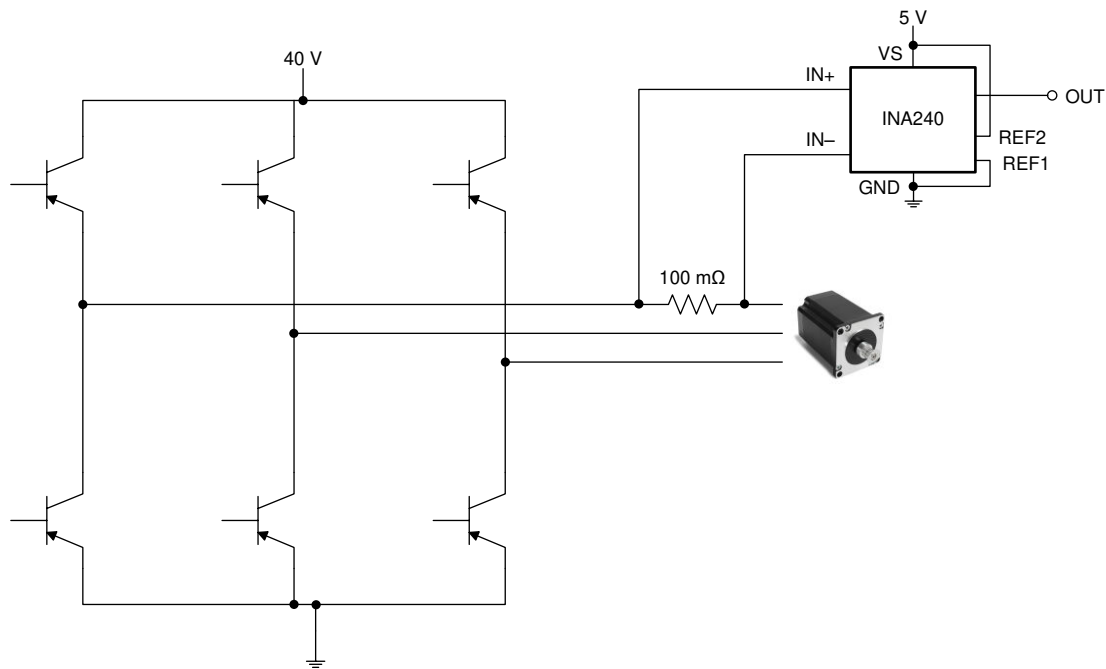 5 V
VS
40 V
IN+
INA240
OUT
REF2
IN–
REF1
GND
100 mΩ